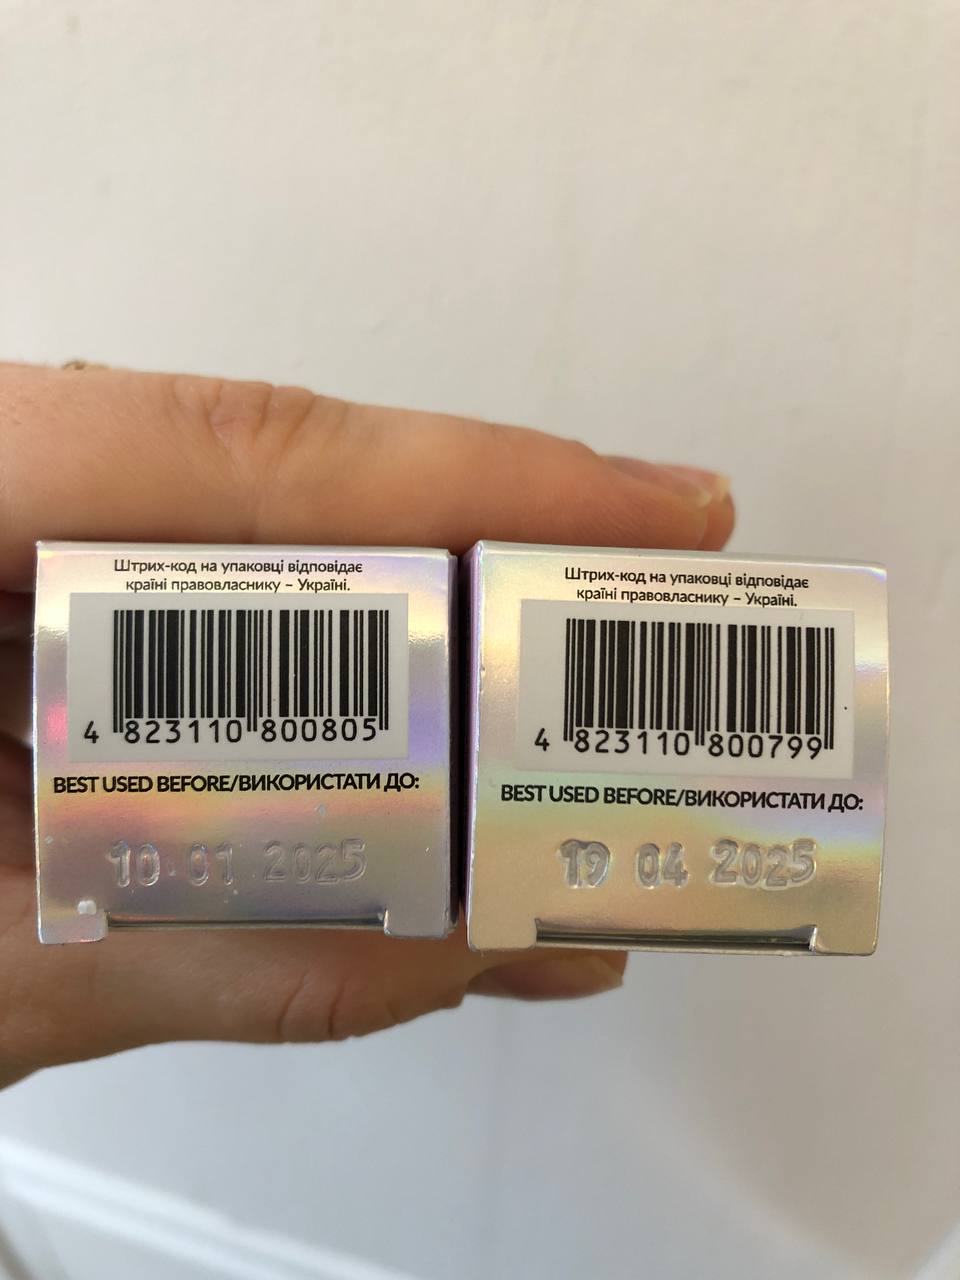 Штрих-код на упаковці відповідає
країні правовласнику – Україні.
4 823110 800805
BEST USED BEFORE/ВИКОРИСТАТИ ДО:
10 01 2025
Штрих-код на упаковці відповідає
країні правовласнику – Україні.
4 823110 800799
BEST USED BEFORE/ВИКОРИСТАТИ ДО:
19 04 2025